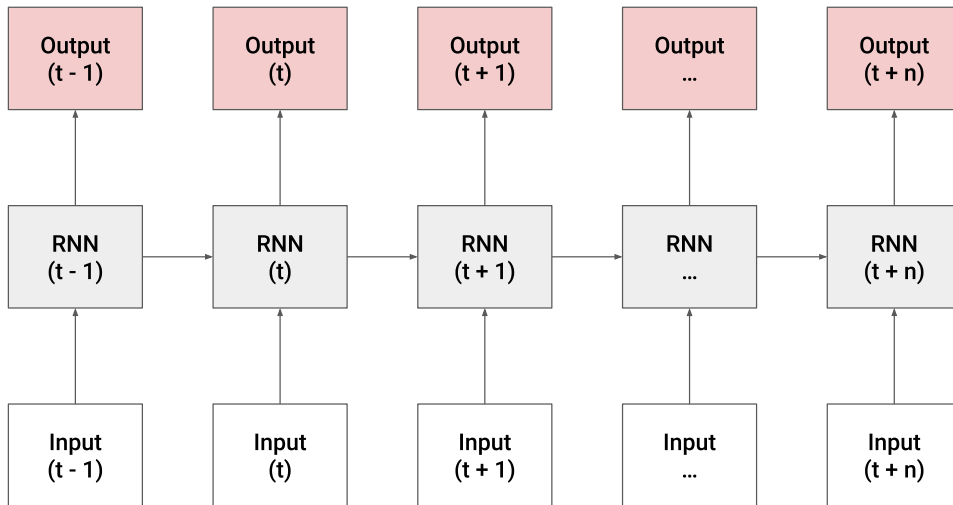 Output
(t - 1)
Output
(t)
Output
(t + 1)
Output
...
Output
(t + n)
RNN
(t - 1)
RNN
(t)
RNN
(t + 1)
RNN
...
RNN
(t + n)
Input
(t - 1)
Input
(t)
Input
(t + 1)
Input
...
Input
(t + n)